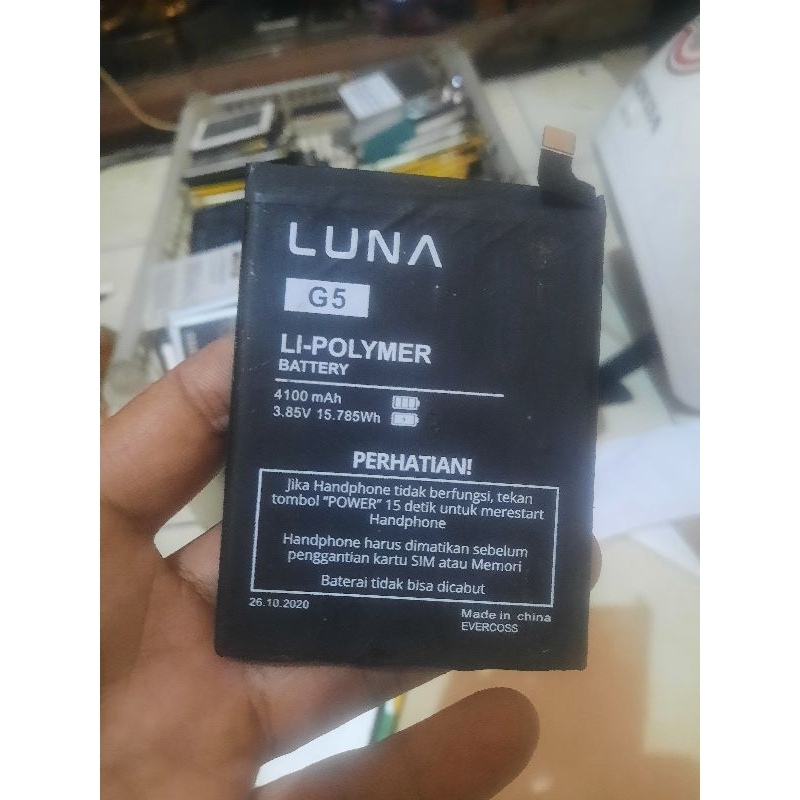 LUNA
G5
LI-POLYMER
BATTERY
4100 mAh
3.85V 15.785Wh
PERHATIAN!
Jika Handphone tidak berfungsi, tekan
tombol "POWER" 15 detik untuk merestart
Handphone
Handphone harus dimatikan sebelum
penggantian kartu SIM atau Memori
Baterai tidak bisa dicabut
26.10.2020
Made in china
EVERCOSS